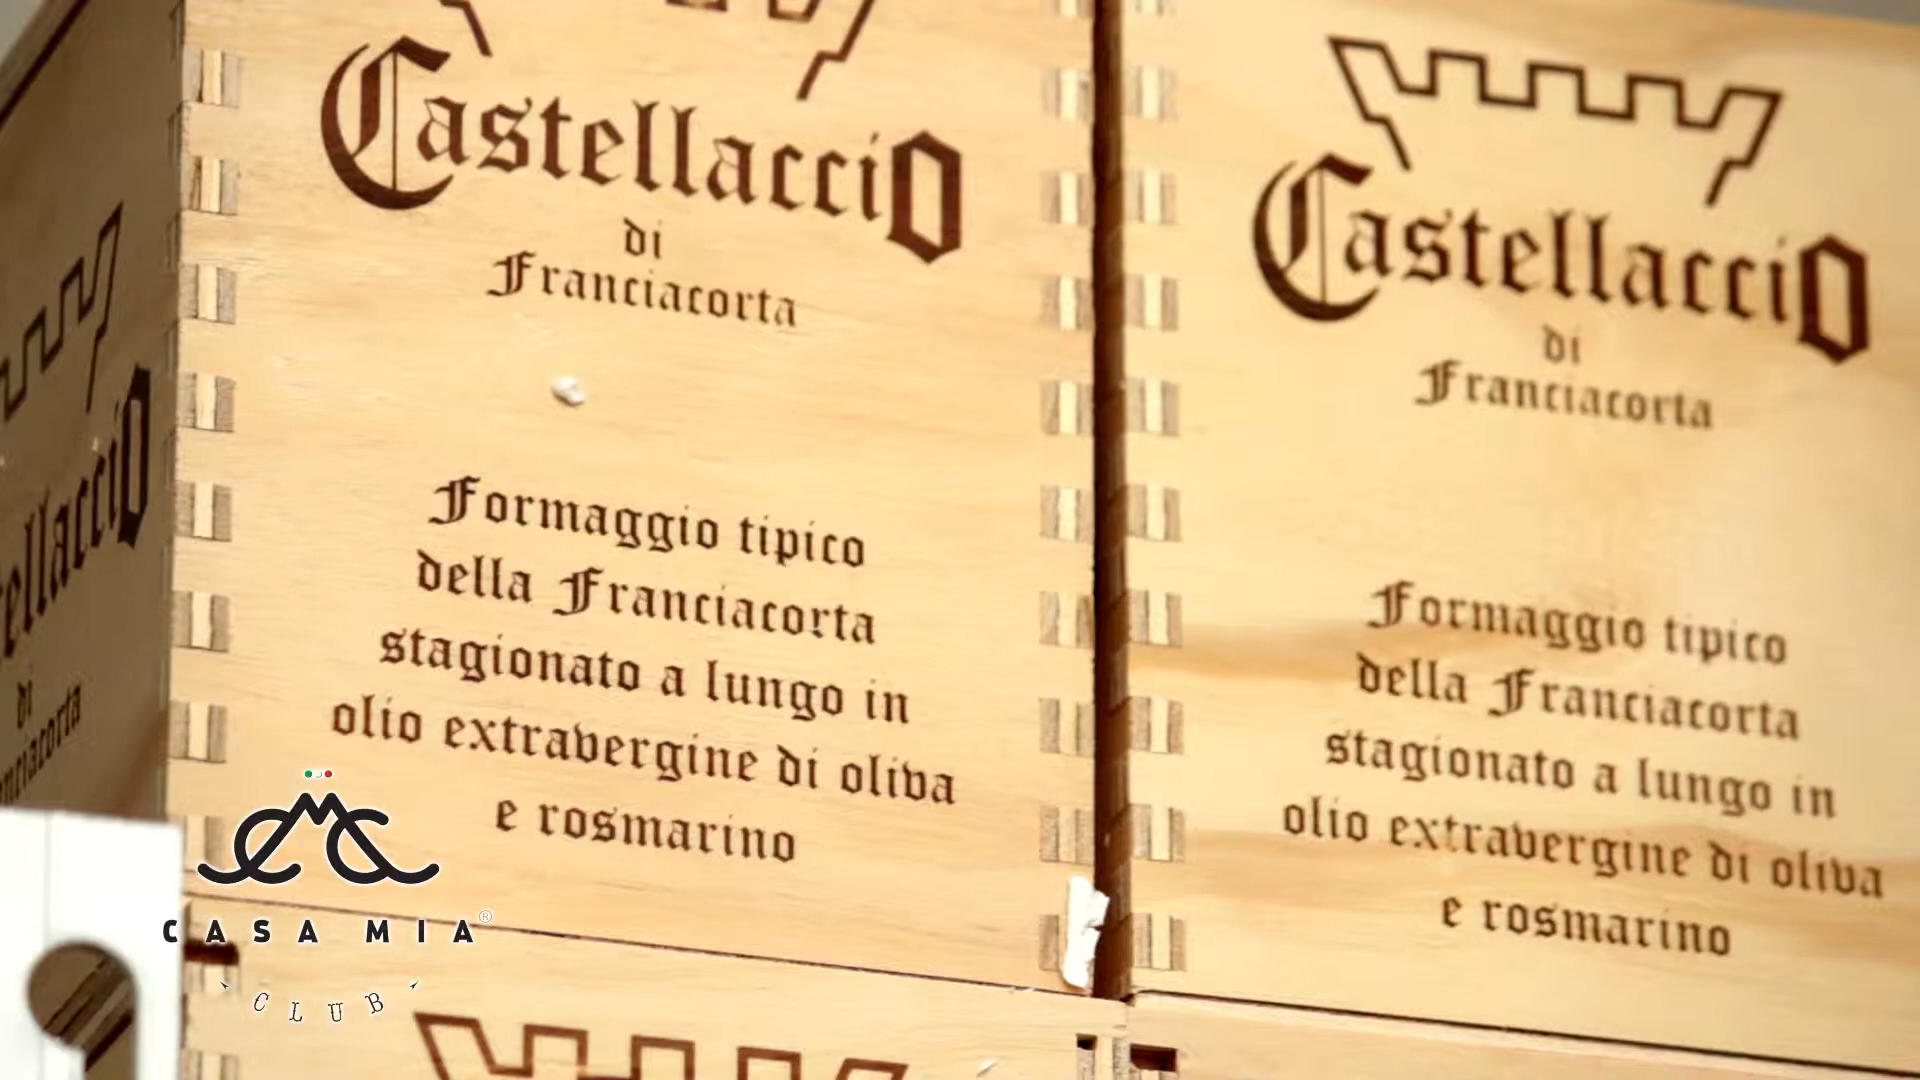 Castellaccio
di
Franciacorta
Formaggio tipico
della Franciacorta
stagionato a lungo in
olio extravergine di oliva
e rosmarino
Castellaccio
di
Franciacorta
Formaggio tipico
della Franciacorta
stagionato a lungo in
olio extravergine di oliva
e rosmarino
di
CASA MIA®
CLUB